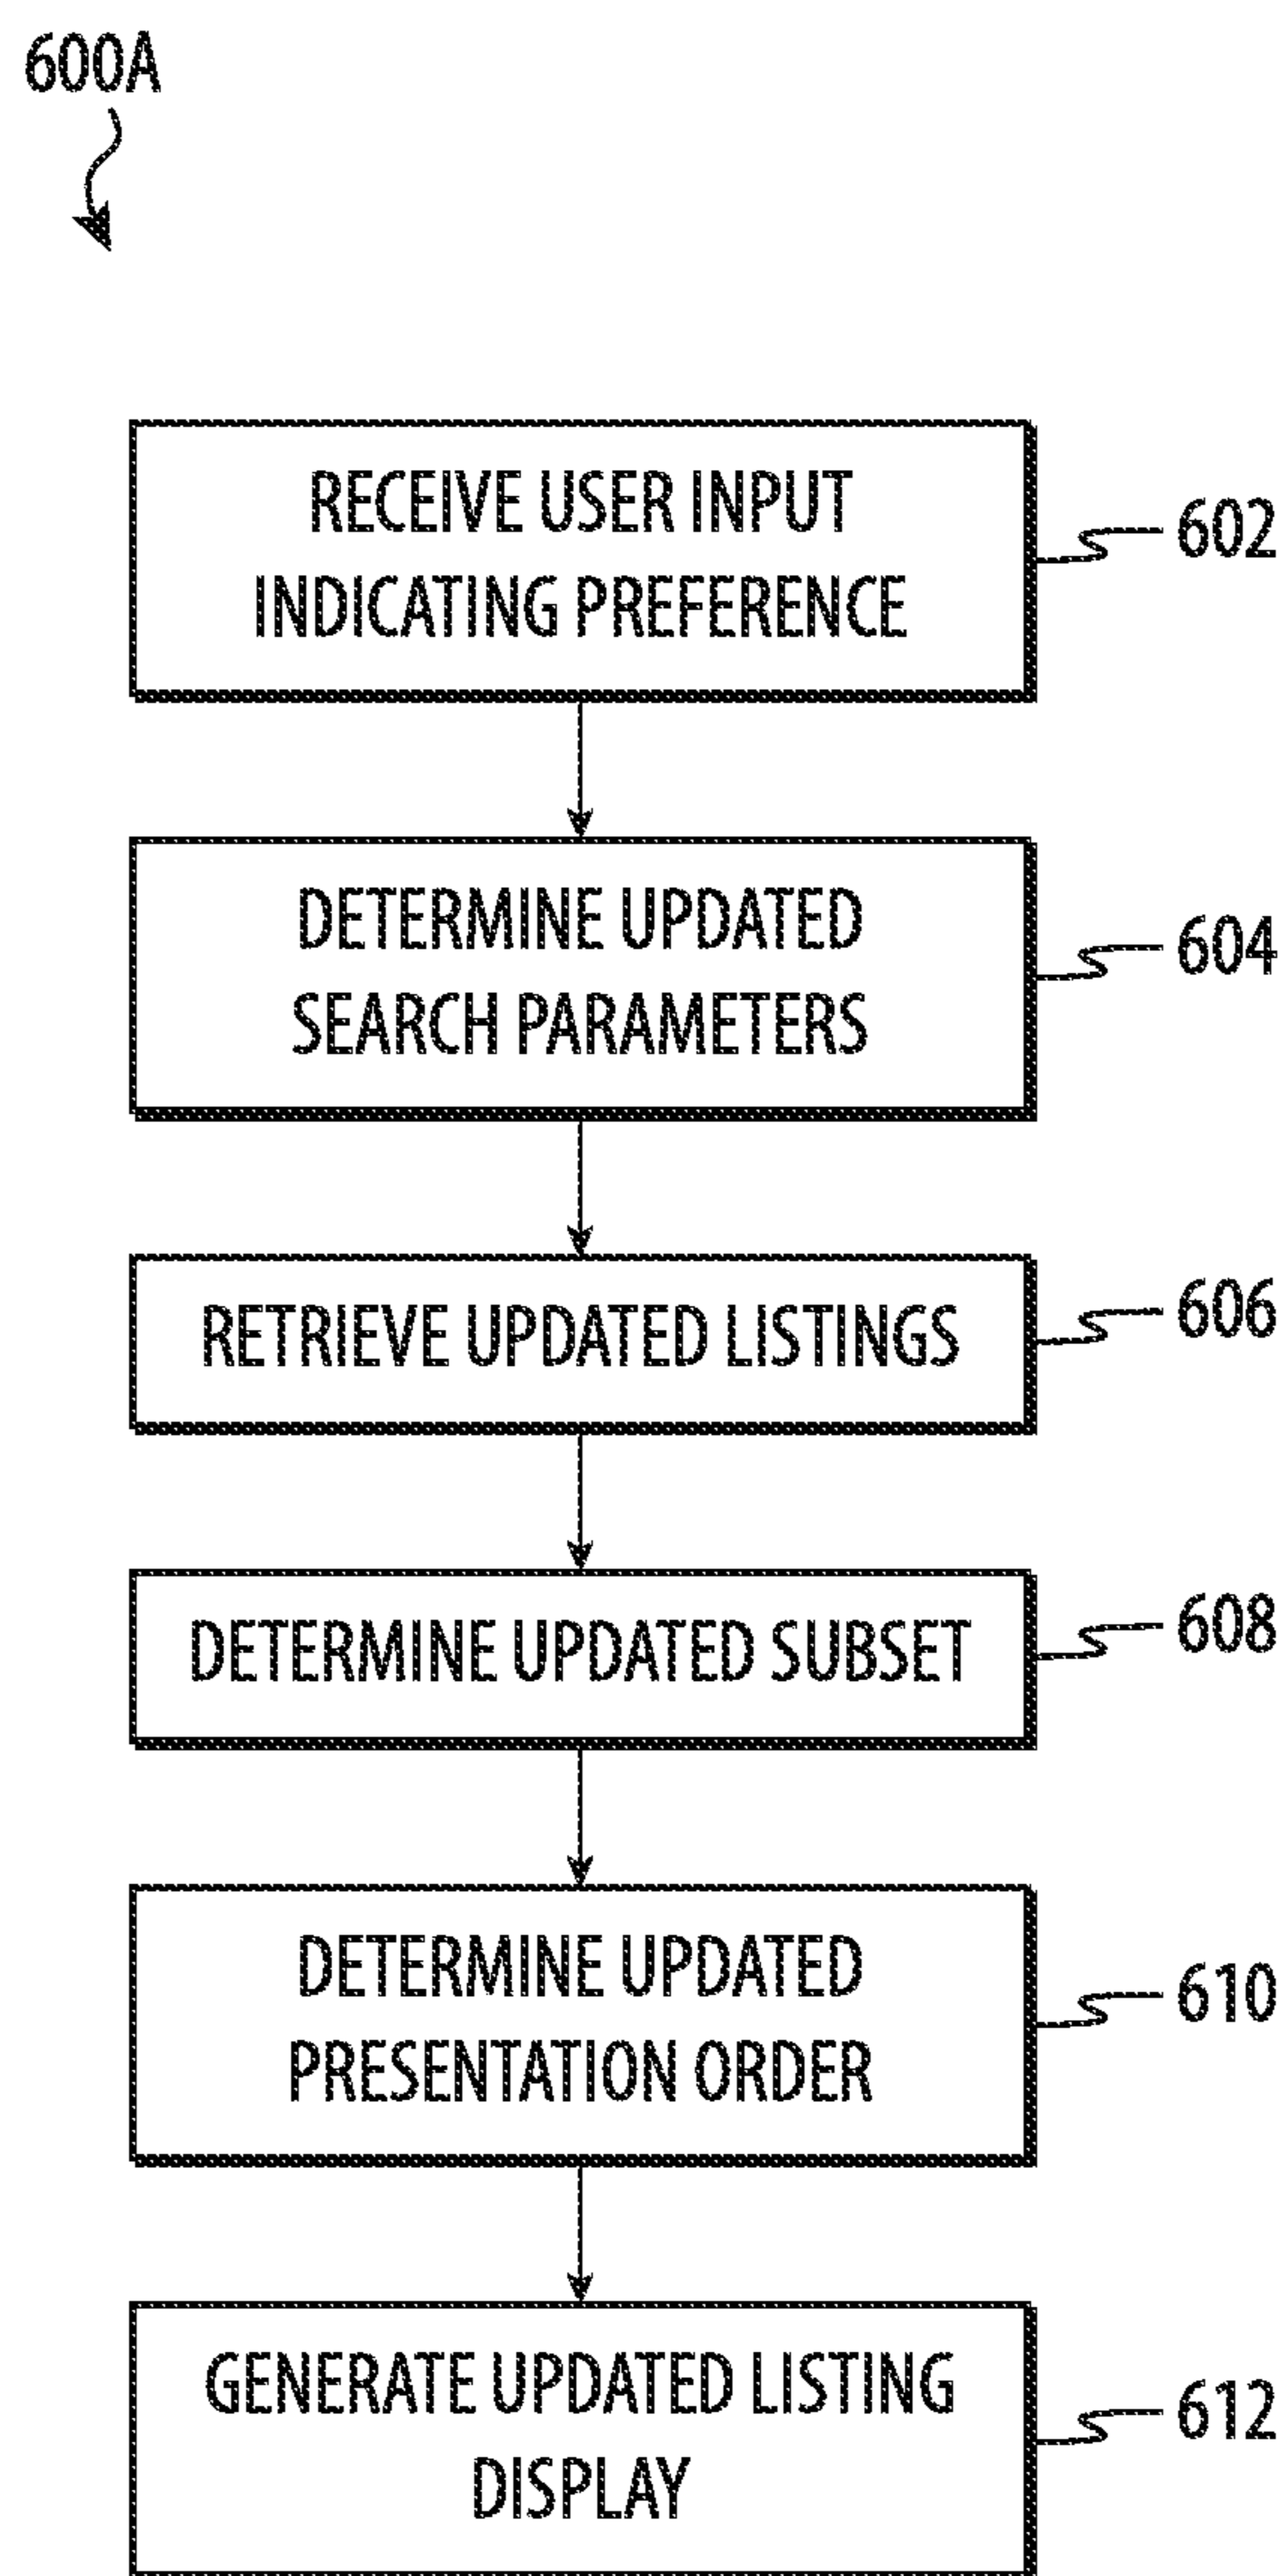 600A
RECEIVE USER INPUT
INDICATING PREFERENCE
602
DETERMINE UPDATED
SEARCH PARAMETERS
604
RETRIEVE UPDATED LISTINGS
606
DETERMINE UPDATED SUBSET
608
DETERMINE UPDATED
PRESENTATION ORDER
610
GENERATE UPDATED LISTING
DISPLAY
612